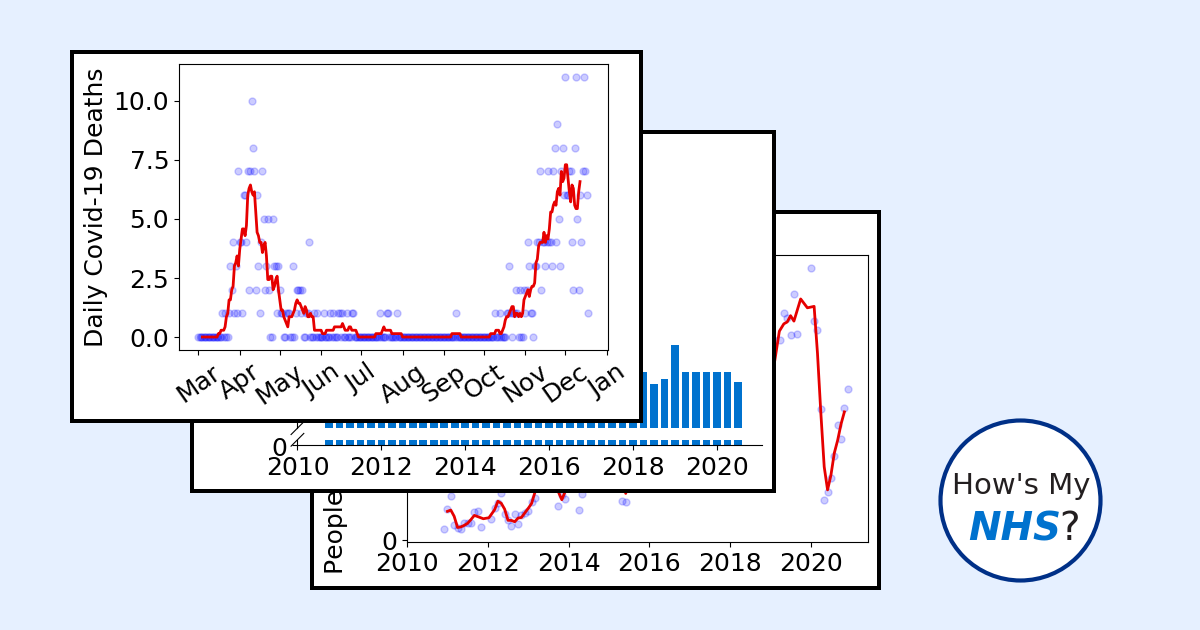 Daily Covid-19 Deaths
10.0
7.5
5.0
2.5
0.0
Mar Apr May Jun Jul Aug Sep Oct Nov Dec Jan
0
2010 2012 2014 2016 2018 2020
People
0
2010 2012 2014 2016 2018 2020
How's My
NHS?